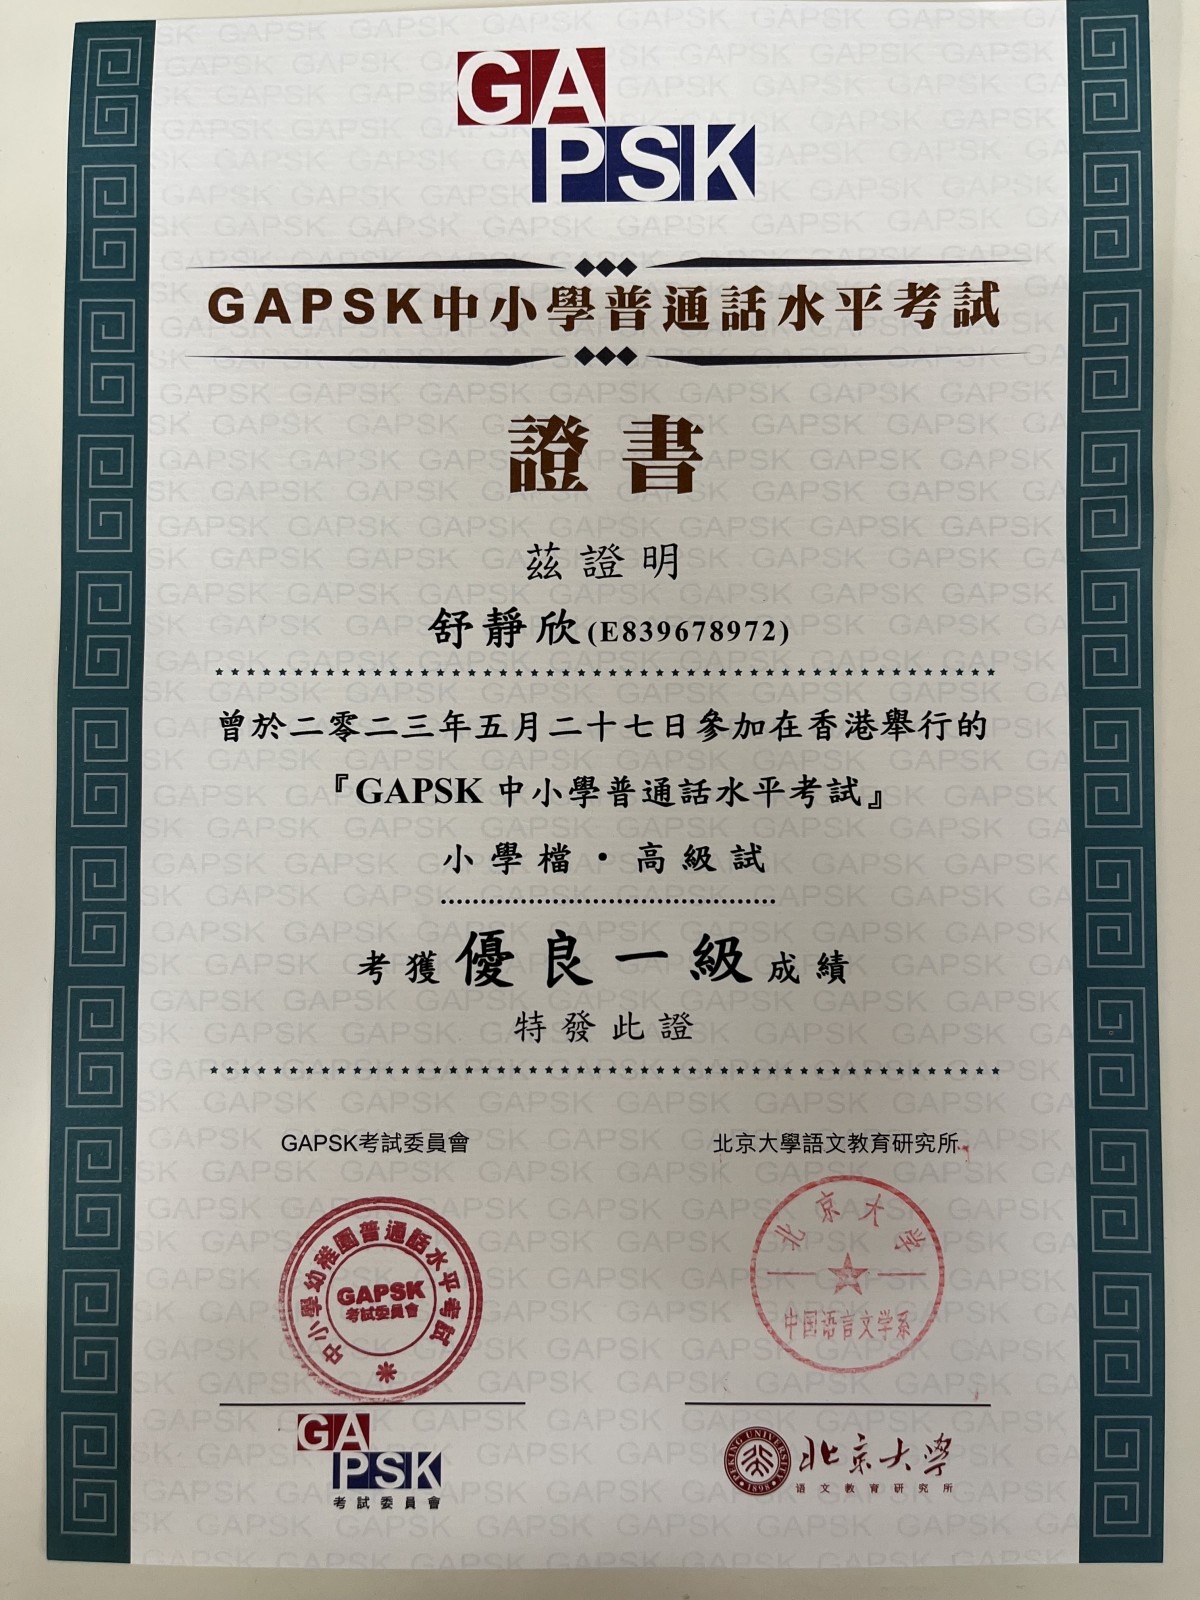 GA
PSK
GAPSK中小學普通話水平考試
證書
茲證明
舒靜欣(E839678972)
曾於二零二三年五月二十七日參加在香港舉行的
『GAPSK 中小學普通話水平考試』
小學檔・高級試
考獲優良一級成績
特發此證
GAPSK考試委員會
北京大學語文教育研究所
中小學幼稚園普通話水平考試
GAPSK
考試委員會
北京大学
中国语言文学系
GA
PSK
考試委員會
PEKING UNIVERSITY
1898
北京大學
语文教育研究所